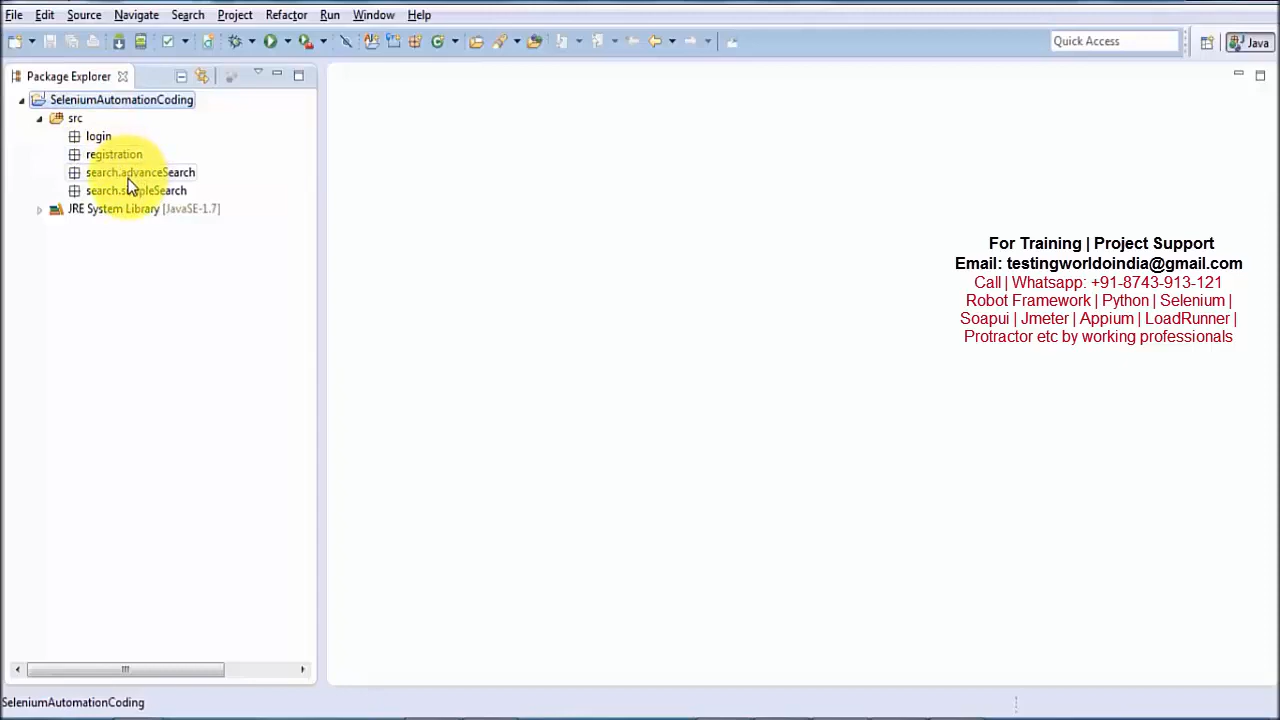 File Edit Source Navigate Search Project Refactor Run Window Help
Quick Access
Java
Package Explorer
SeleniumAutomationCoding
src
login
registration
search.advanceSearch
search.simpleSearch
JRE System Library [JavaSE-1.7]
For Training | Project Support
Email: testingworldoindia@gmail.com
Call | Whatsapp: +91-8743-913-121
Robot Framework | Python | Selenium |
Soapui | Jmeter | Appium | LoadRunner |
Protractor etc by working professionals
SeleniumAutomationCoding